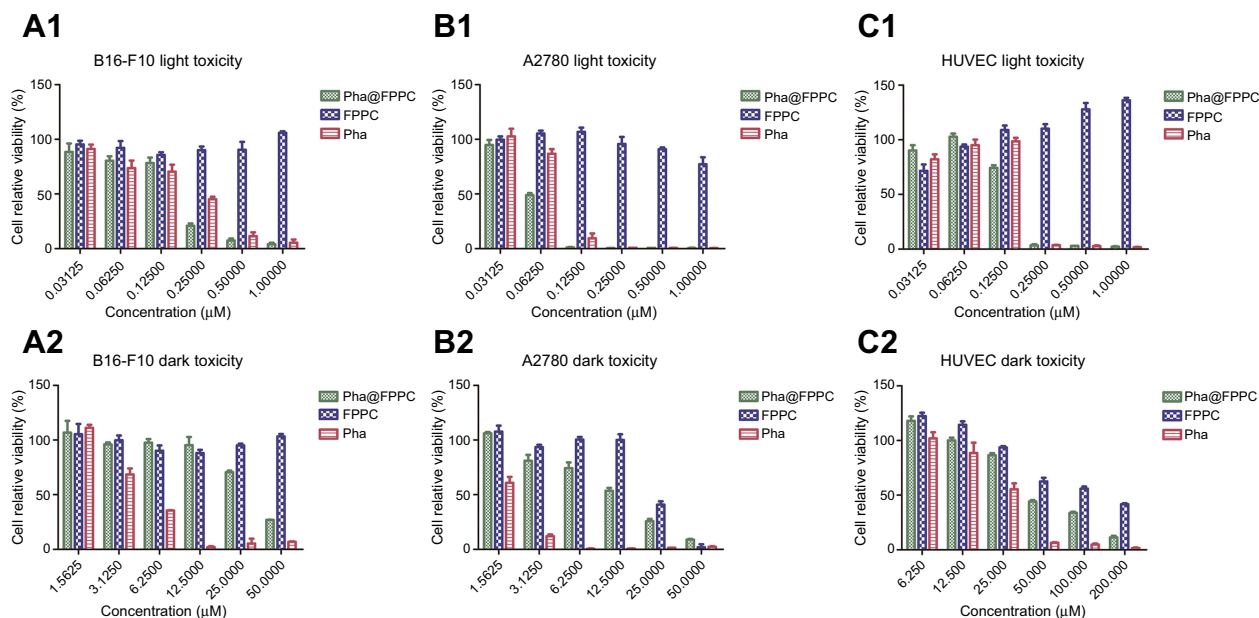 A1
B16-F10 light toxicity
Cell relative viability (%)
150
100
50
0
0.03125
0.06250
0.12500
0.25000
0.50000
1.00000
Concentration (μM)
Pha@FPPC
FPPC
Pha
B1
A2780 light toxicity
Cell relative viability (%)
150
100
50
0
0.03125
0.06250
0.12500
0.25000
0.50000
1.00000
Concentration (μM)
Pha@FPPC
FPPC
Pha
C1
HUVEC light toxicity
Cell relative viability (%)
150
100
50
0
0.03125
0.06250
0.12500
0.25000
0.50000
1.00000
Concentration (μM)
Pha@FPPC
FPPC
Pha
A2
B16-F10 dark toxicity
Cell relative viability (%)
150
100
50
0
1.5625
3.1250
6.2500
12.5000
25.0000
50.0000
Concentration (μM)
Pha@FPPC
FPPC
Pha
B2
A2780 dark toxicity
Cell relative viability (%)
150
100
50
0
1.5625
3.1250
6.2500
12.5000
25.0000
50.0000
Concentration (μM)
Pha@FPPC
FPPC
Pha
C2
HUVEC dark toxicity
Cell relative viability (%)
150
100
50
0
6.250
12.500
25.000
50.000
100.000
200.000
Concentration (μM)
Pha@FPPC
FPPC
Pha